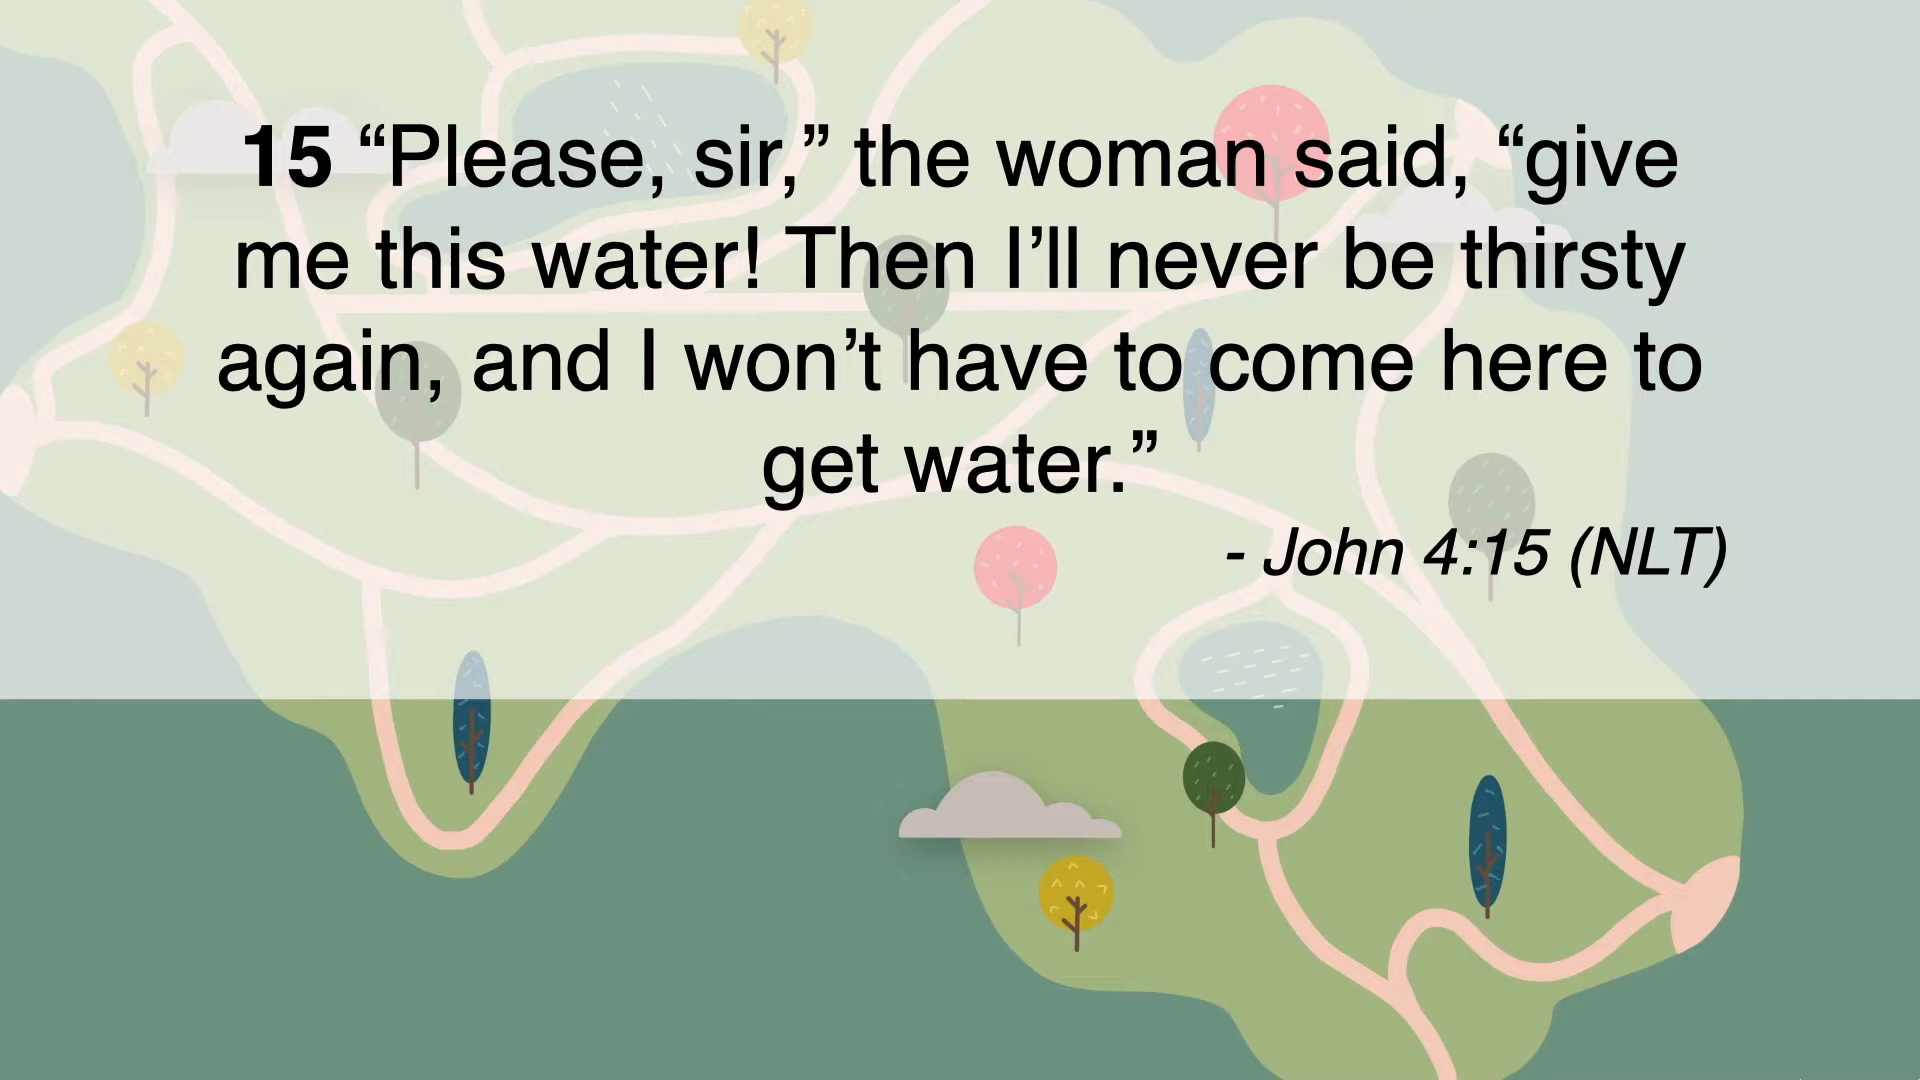 15 “Please, sir,” the woman said, “give
me this water! Then I’ll never be thirsty
again, and I won’t have to come here to
get water.”
- John 4:15 (NLT)